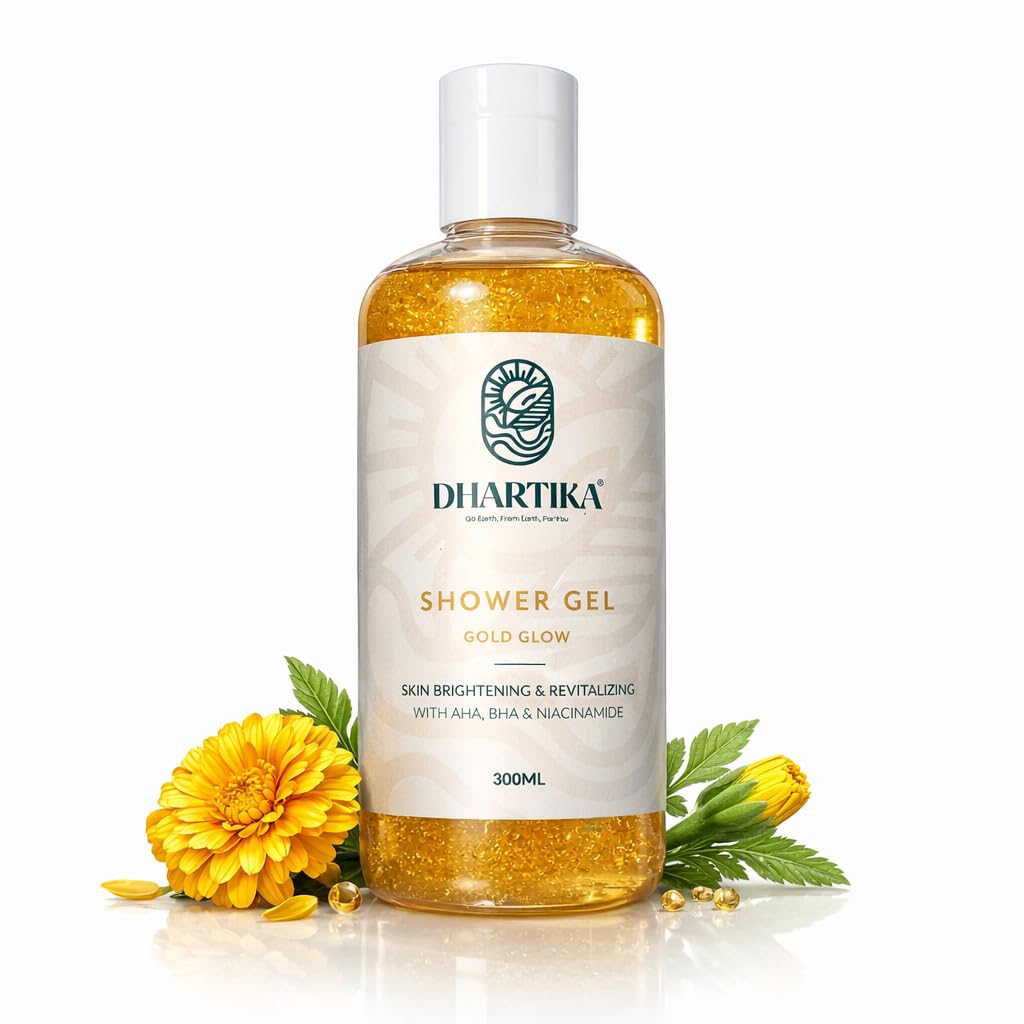 DHARTIKA®
SHOWER GEL
GOLD GLOW
SKIN BRIGHTENING & REVITALIZING
WITH AHA, BHA & NIACINAMIDE
300ML